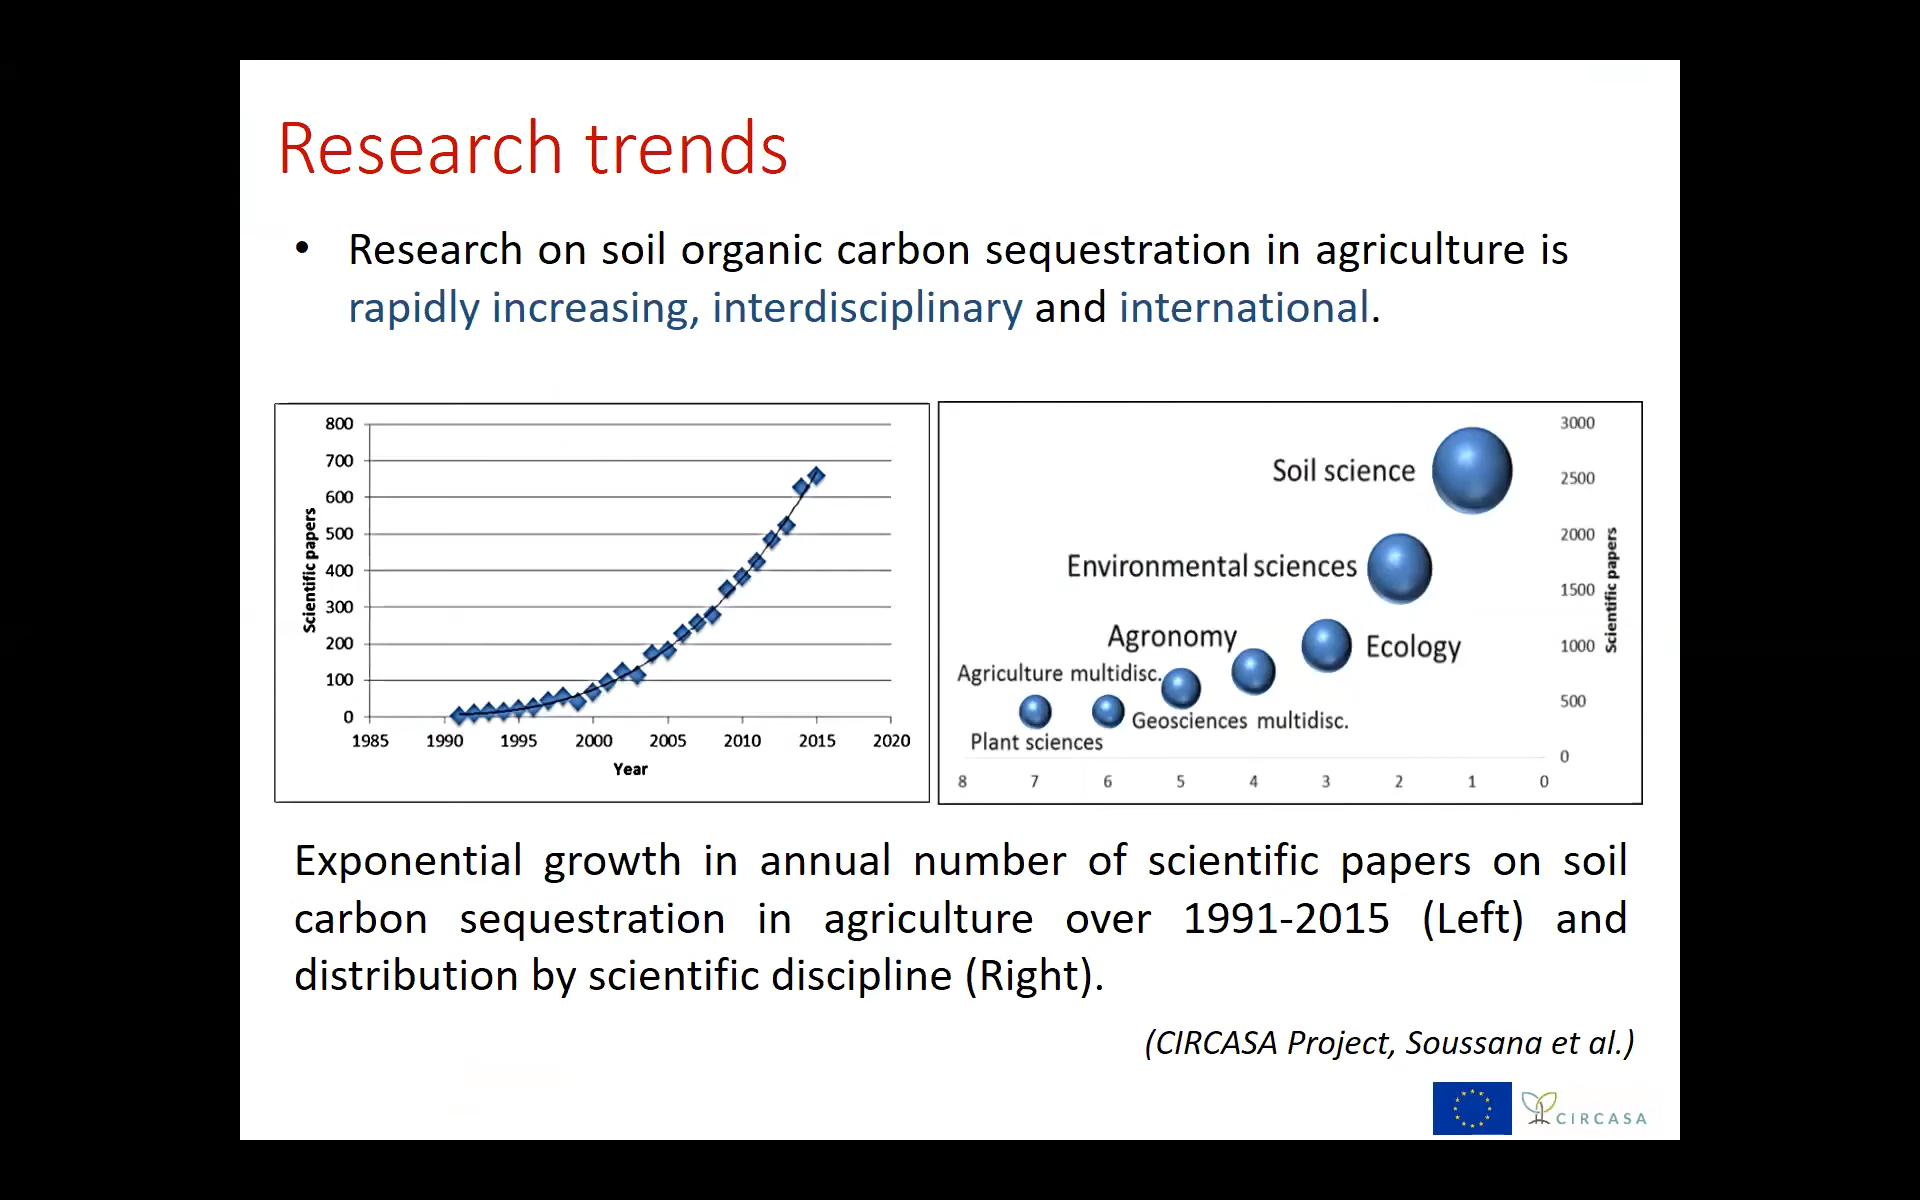 Research trends
• Research on soil organic carbon sequestration in agriculture is
rapidly increasing, interdisciplinary and international.
800
700
600
500
400
300
200
100
0
Scientific papers
1985 1990 1995 2000 2005 2010 2015 2020
Year
3000
2500
2000
1500
1000
500
0
Scientific papers
Soil science
Environmental sciences
Agronomy
Ecology
Agriculture multidisc.
Geosciences multidisc.
Plant sciences
8 7 6 5 4 3 2 1 0
Exponential growth in annual number of scientific papers on soil
carbon sequestration in agriculture over 1991-2015 (Left) and
distribution by scientific discipline (Right).
(CIRCASA Project, Soussana et al.)
CIRCASA